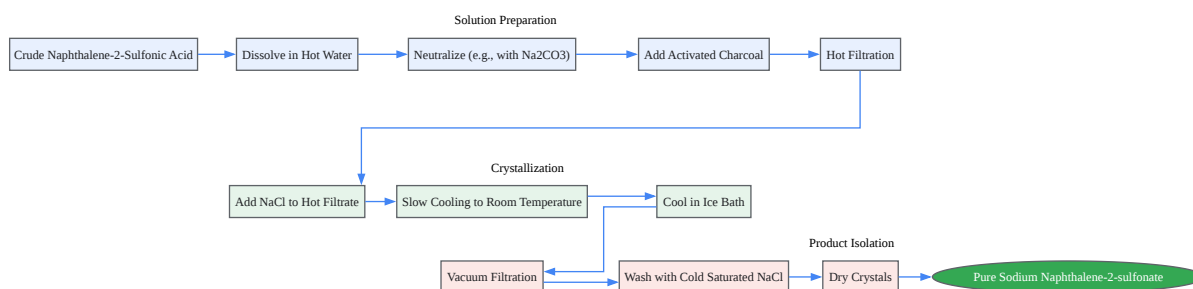 Solution Preparation
Crude Naphthalene-2-Sulfonic Acid
Dissolve in Hot Water
Neutralize (e.g., with Na2CO3)
Add Activated Charcoal
Hot Filtration
Crystallization
Add NaCl to Hot Filtrate
Slow Cooling to Room Temperature
Cool in Ice Bath
Product Isolation
Vacuum Filtration
Wash with Cold Saturated NaCl
Dry Crystals
Pure Sodium Naphthalene-2-sulfonate